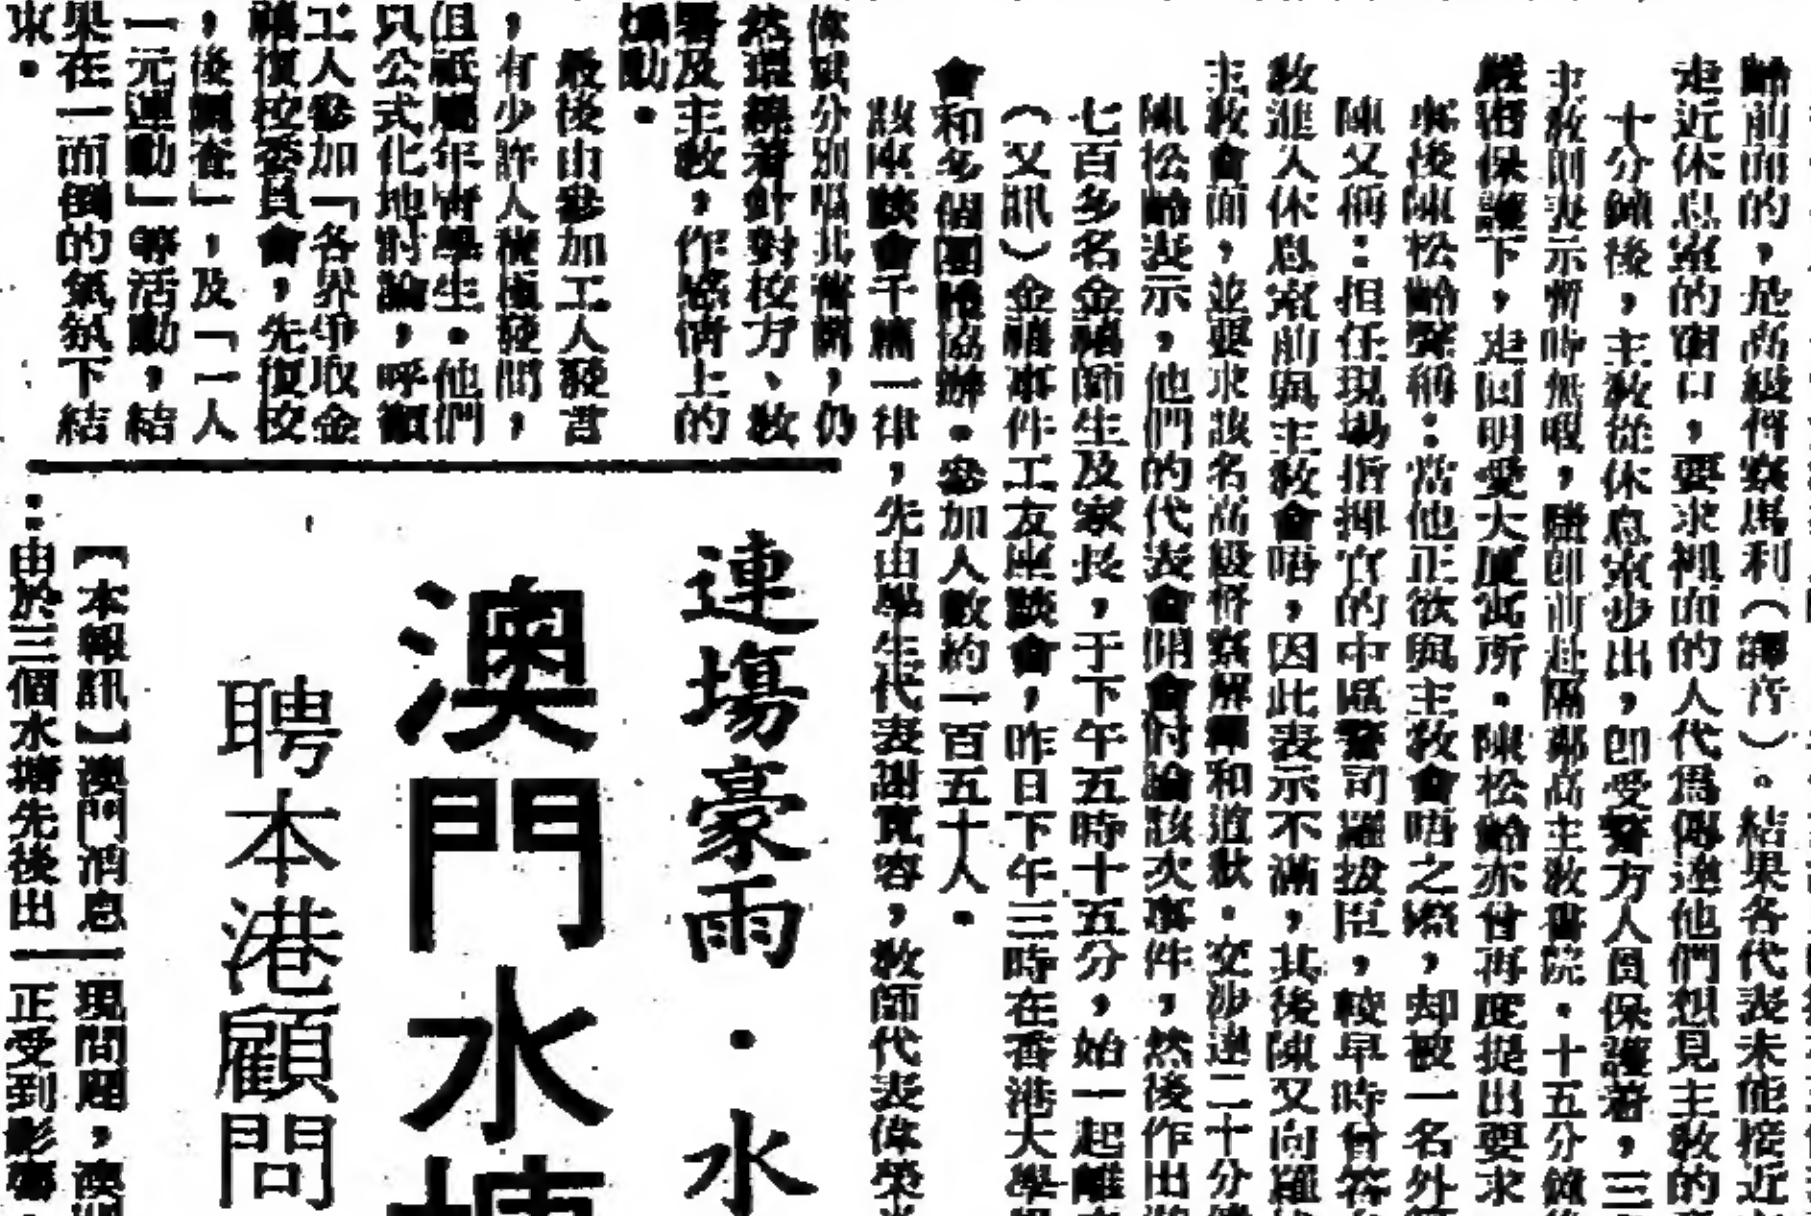 齡前面的，是高級督察馬利（譯音）。結果各代表未能接近
走近休息室的窗口，要求裡面的人代爲傳達他們想見主教的
十分鐘後，主教從休息室步出，卽受警方人員保護著，三
主教則表示暫時無暇，隨卽前赴隔鄰高主教書院。十五分鐘
嚴密保護下，走回明愛大廈寓所。陳松齡亦曾再度提出要求
事後陳松齡聲稱：當他正欲與主教會晤之際，却被一名外
陳又稱：担任現場指揮官的中區警司羅拔臣，較早時曾答
教進入休息室前與主教會唔，因此表示不滿，其後陳又向羅
主教會面，並要求該名高級督察解釋和道歉。交涉達二十分
陳松齡表示，他們的代表會開會討論該次事件，然後作出
七百多名金禧師生及家長，于下午五時十五分，始一起離
（又訊）金禧事件工友座談會，昨日下午三時在香港大學
會和多個團體協辦。參加人數約一百五十人。
該座談會千篇一律，先由學生代表謝寬容，教師代表偉榮
分別 ，仍
然環繞著針對校方、教
署及主教，作感情上的
煽動。
最後由參加工人發言
，有少許人積極發問，
但祇屬年靑學生。他們
只公式化地討論，呼籲
工人參加「各界爭取金
禧復校委員會，先復校
，後調查」，及「一人
一元運動」等活動，結
果在一面倒的氣氛下結
束。
連塲豪雨．水
澳門水塘
聘本港顧問
【本報訊】澳門消息
：由於三個水塘先後出
現問題，澳
正受到影響